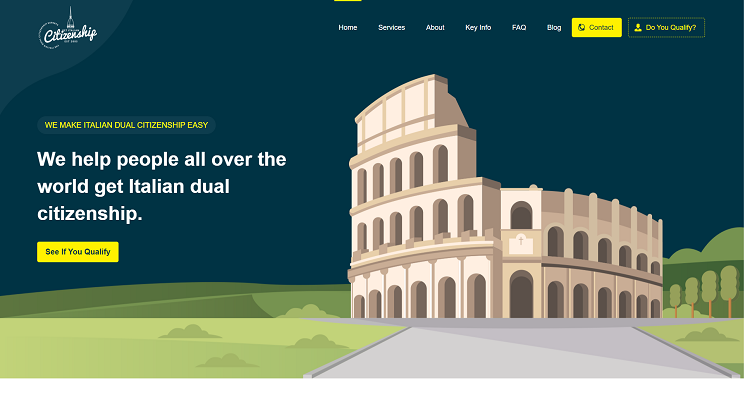 Citizenship
Home
Services
About
Key Info
FAQ
Blog
Contact
Do You Qualify?
WE MAKE ITALIAN DUAL CITIZENSHIP EASY
We help people all over the
world get Italian dual
citizenship.
See If You Qualify